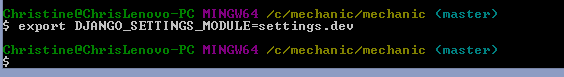 Christine@ChrisLenovo-PC MINGW64 /c/mechanic/mechanic (master)
$ export DJANGO_SETTINGS_MODULE=settings.dev
Christine@ChrisLenovo-PC MINGW64 /c/mechanic/mechanic (master)
$